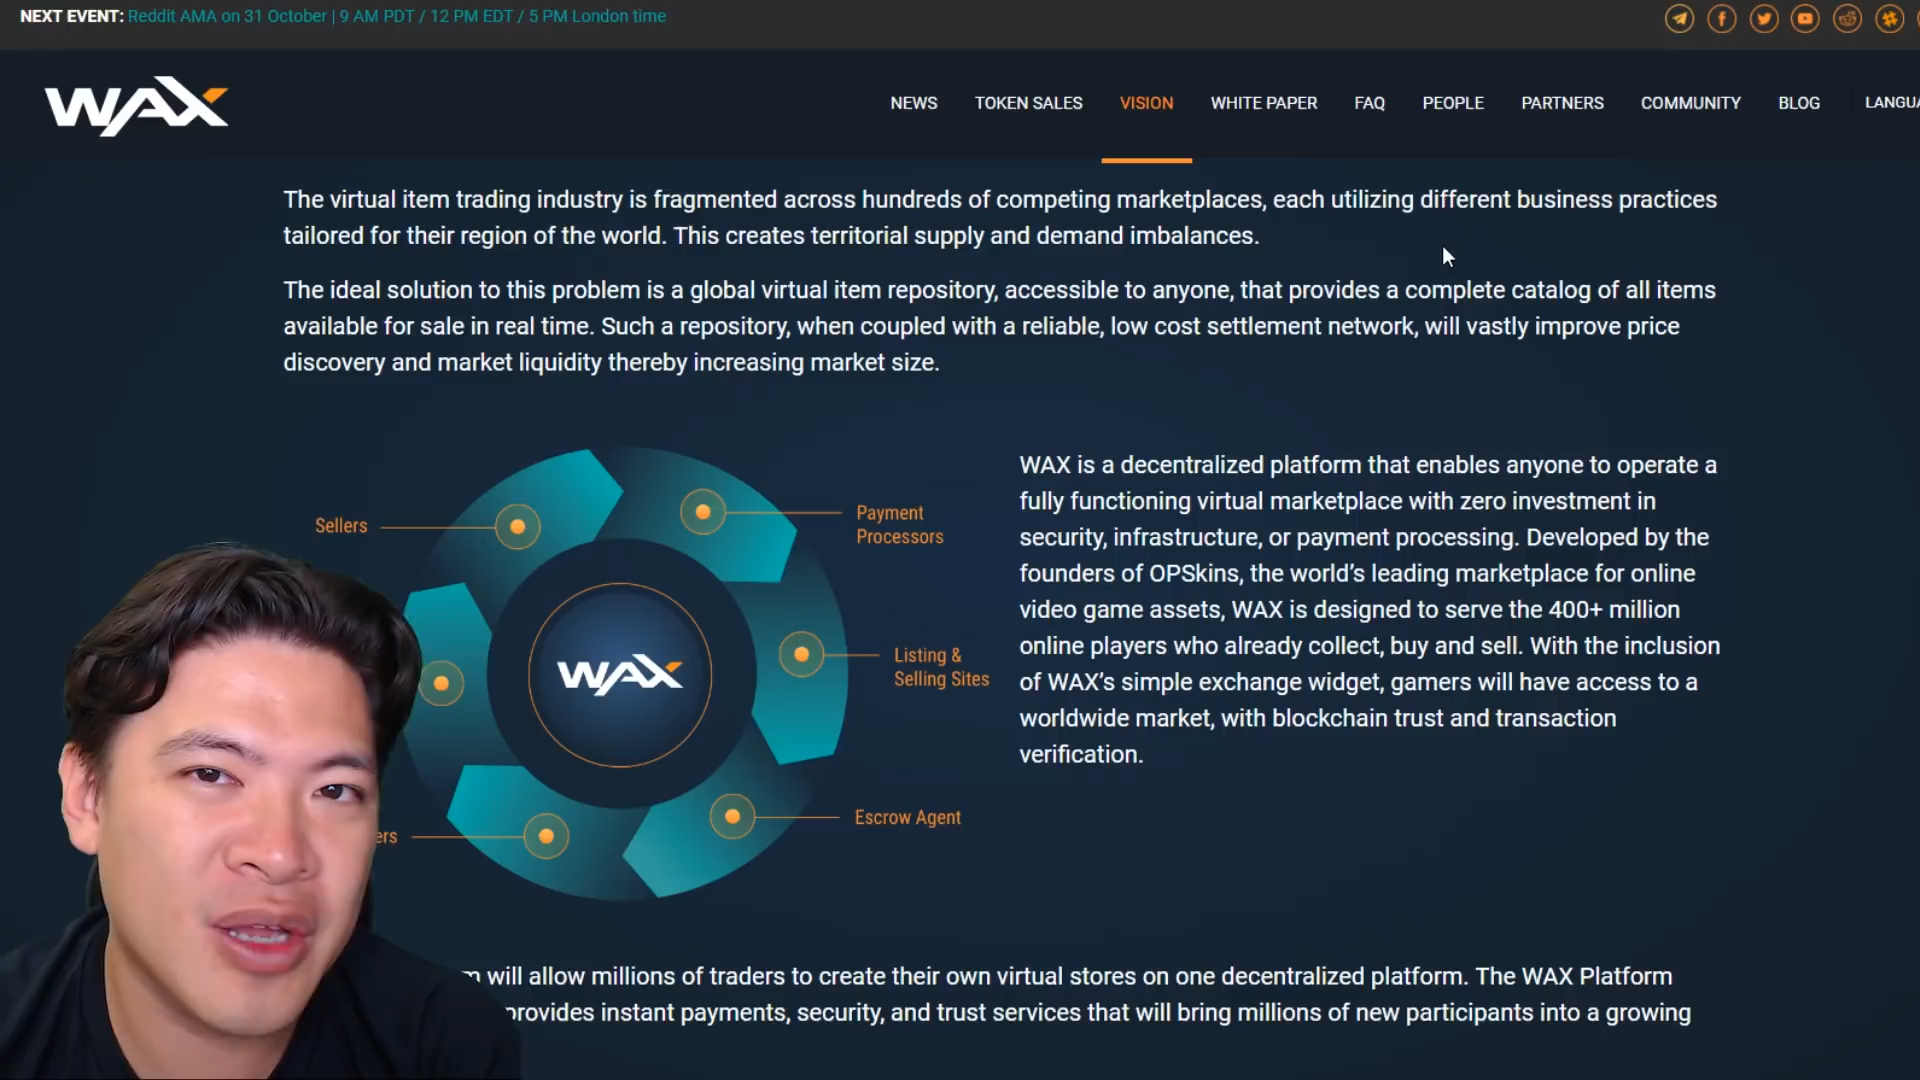 NEXT EVENT: Reddit AMA on 31 October | 9 AM PDT / 12 PM EDT / 5 PM London time
WAX
NEWS TOKEN SALES VISION WHITE PAPER FAQ PEOPLE PARTNERS COMMUNITY BLOG
The virtual item trading industry is fragmented across hundreds of competing marketplaces, each utilizing different business practices
tailored for their region of the world. This creates territorial supply and demand imbalances.
The ideal solution to this problem is a global virtual item repository, accessible to anyone, that provides a complete catalog of all items
available for sale in real time. Such a repository, when coupled with a reliable, low cost settlement network, will vastly improve price
discovery and market liquidity thereby increasing market size.
Sellers
Payment
Processors
Listing &
Selling Sites
Escrow Agent
WAX
WAX is a decentralized platform that enables anyone to operate a
fully functioning virtual marketplace with zero investment in
security, infrastructure, or payment processing. Developed by the
founders of OPSkins, the world's leading marketplace for online
video game assets, WAX is designed to serve the 400+ million
online players who already collect, buy and sell. With the inclusion
of WAX's simple exchange widget, gamers will have access to a
worldwide market, with blockchain trust and transaction
verification.
will allow millions of traders to create their own virtual stores on one decentralized platform. The WAX Platform
provides instant payments, security, and trust services that will bring millions of new participants into a growing